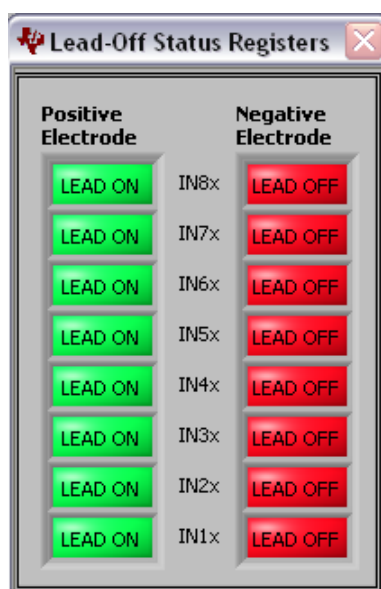 Lead-Off Status Registers
Positive Electrode
Negative Electrode
LEAD ON IN8x LEAD OFF
LEAD ON IN7x LEAD OFF
LEAD ON IN6x LEAD OFF
LEAD ON IN5x LEAD OFF
LEAD ON IN4x LEAD OFF
LEAD ON IN3x LEAD OFF
LEAD ON IN2x LEAD OFF
LEAD ON IN1x LEAD OFF